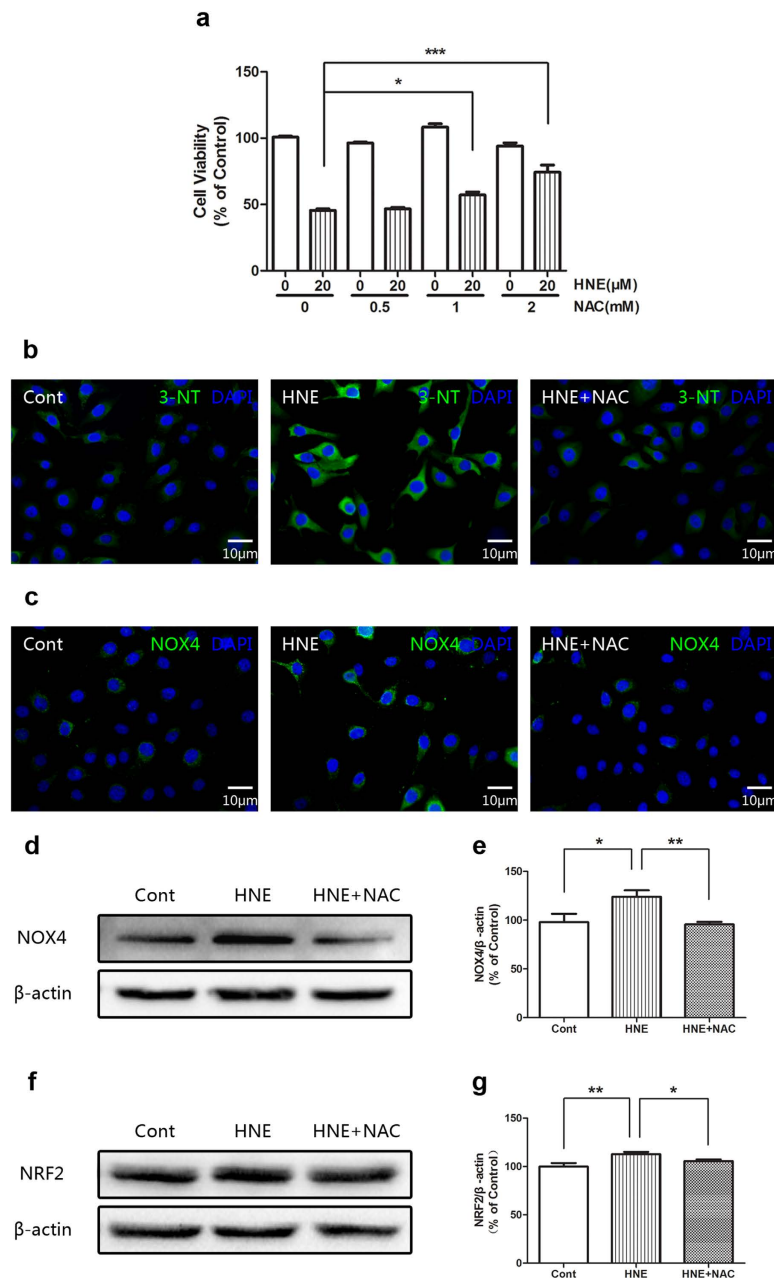 a
***
*
150
100
50
0
Cell Viability
(% of Control)
0 20 0 20 0 20 0 20 HNE(μM)
0 0.5 1 2 NAC(mM)
b
Cont 3-NT DAPI
10μm
HNE 3-NT DAPI
10μm
HNE+NAC 3-NT DAPI
10μm
c
Cont NOX4 DAPI
10μm
HNE NOX4 DAPI
10μm
HNE+NAC NOX4 DAPI
10μm
d
Cont HNE HNE+NAC
NOX4
β-actin
e
* **
150
100
50
0
NOX4/β -actin
(% of Control)
Cont HNE HNE+NAC
f
Cont HNE HNE+NAC
NRF2
β-actin
g
** *
150
100
50
0
NRF2/β -actin
(% of Control)
Cont HNE HNE+NAC